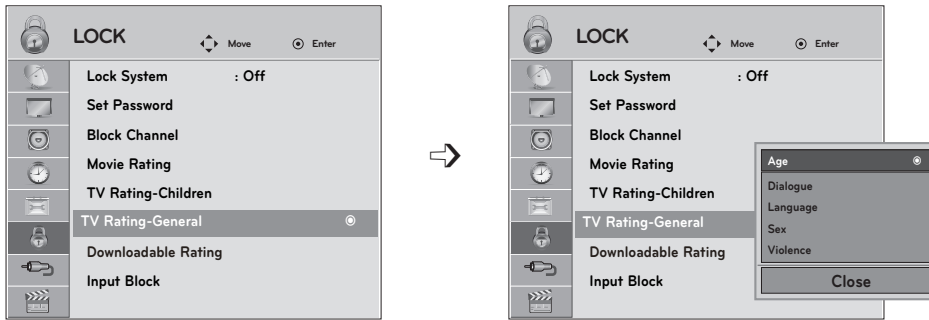 LOCK
Move
Enter
Lock System : Off
Set Password
Block Channel
Movie Rating
TV Rating-Children
TV Rating-General
Downloadable Rating
Input Block
LOCK
Move
Enter
Lock System : Off
Set Password
Block Channel
Movie Rating
TV Rating-Children
TV Rating-General
Downloadable Rating
Input Block
Age
Dialogue
Language
Sex
Violence
Close